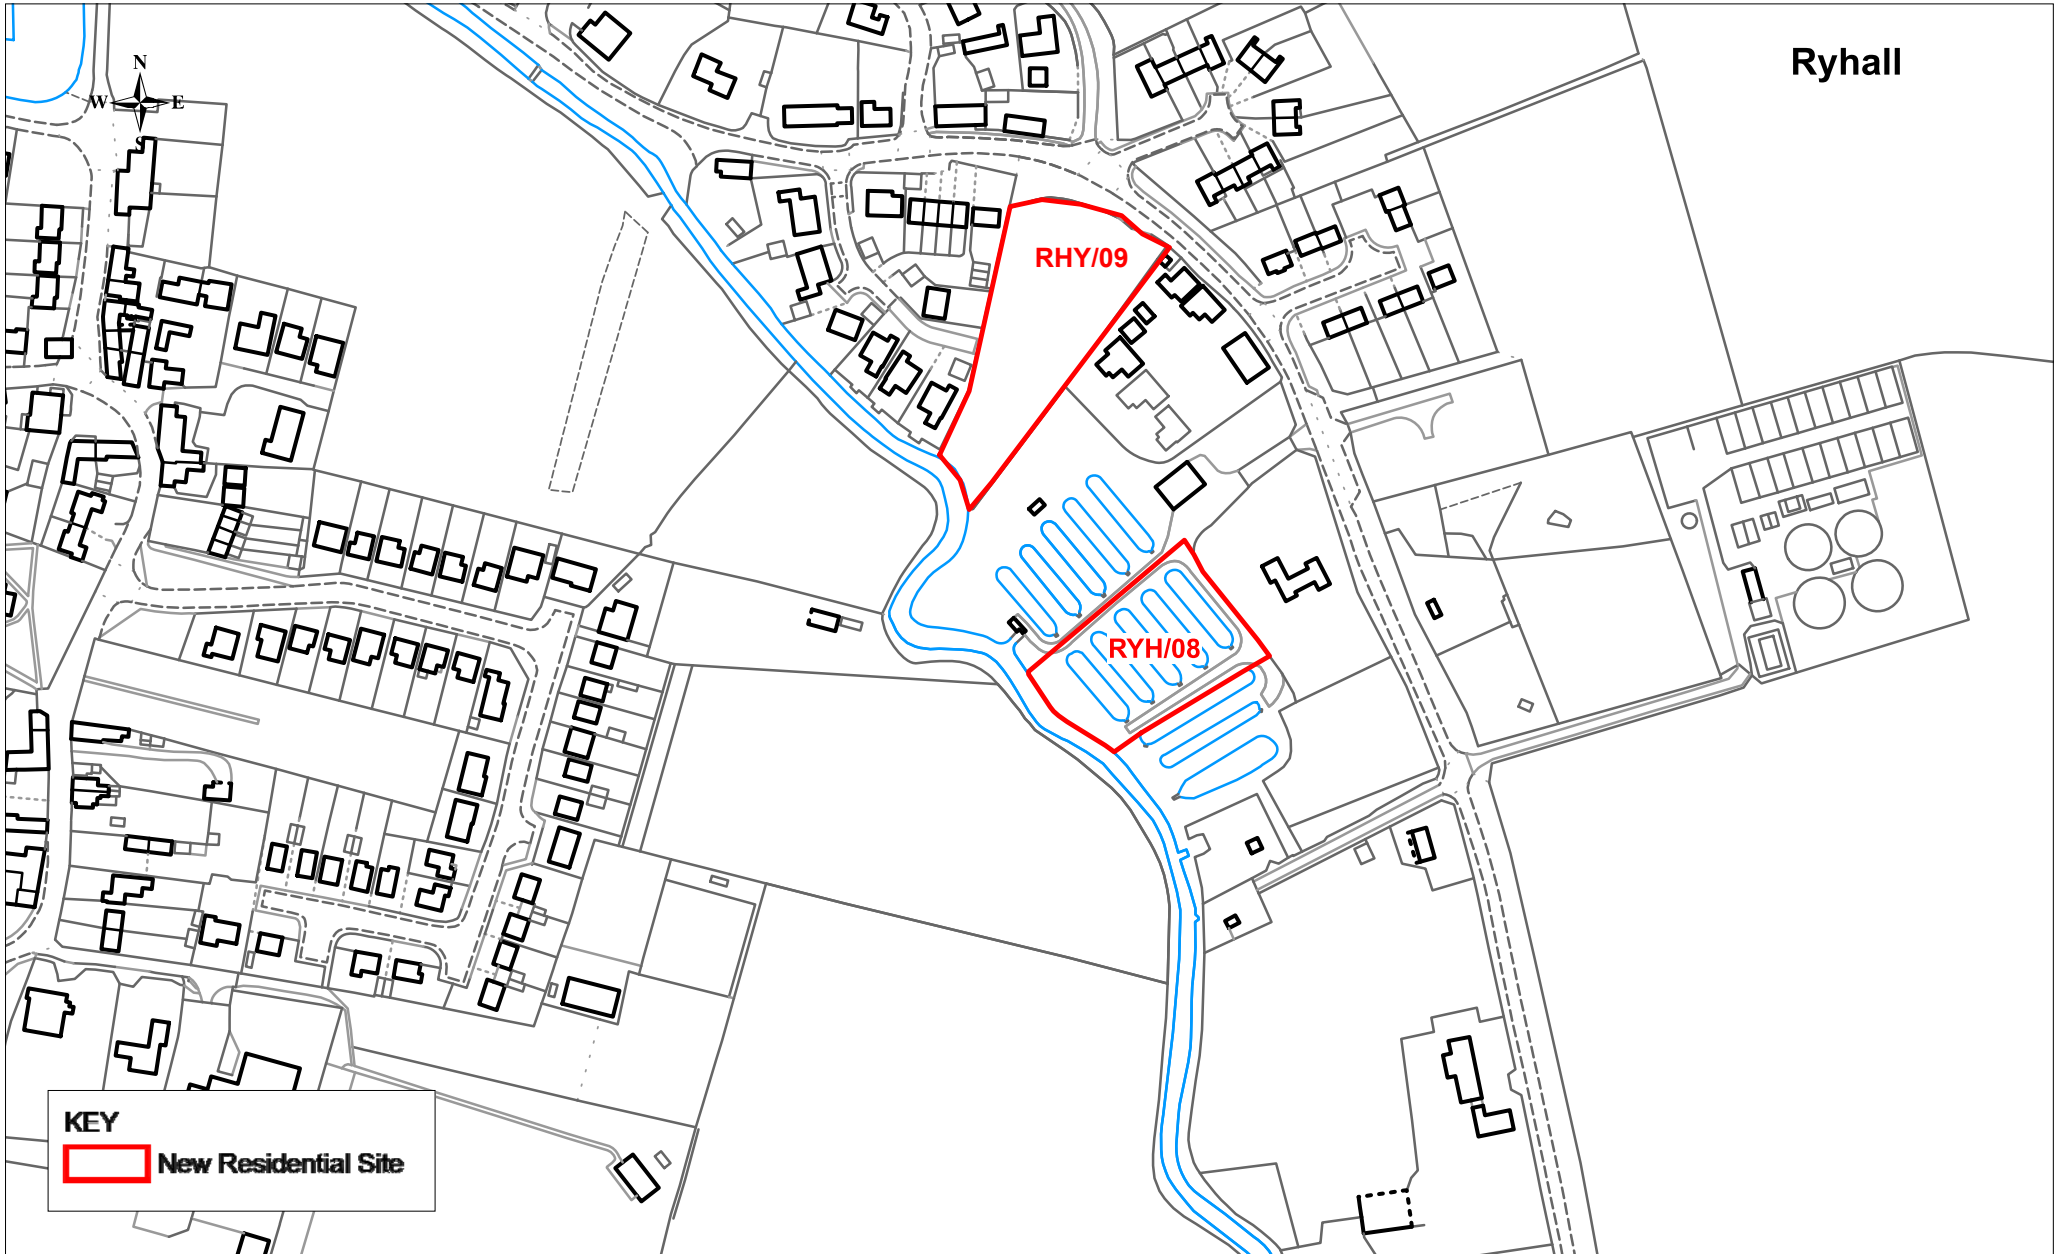 Ryhall
N
W E
S
RHY/09
RYH/08
KEY
New Residential Site